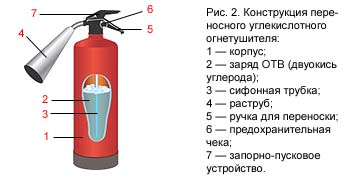 7
6
5
4
2
3
1
Рис. 2. Конструкция пере-
носного углекислотного
огнетушителя:
1 — корпус;
2 — заряд ОТВ (двуокись
углерода);
3 — сифонная трубка;
4 — раструб;
5 — ручка для переноски;
6 — предохранительная
чека;
7 — запорно-пусковое
устройство.